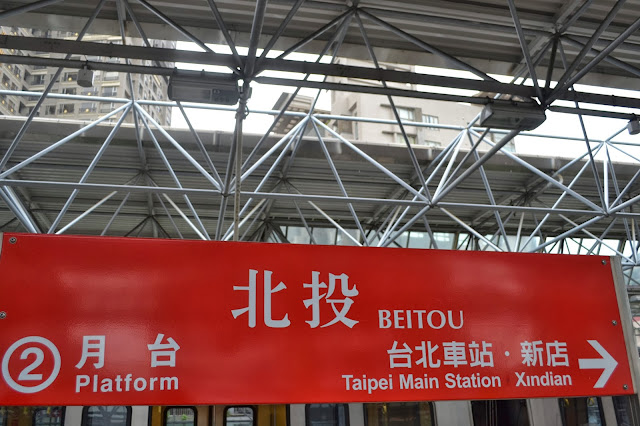 北投 BEITOU
② 月台
Platform
台北車站・新店 →
Taipei Main Station Xindian